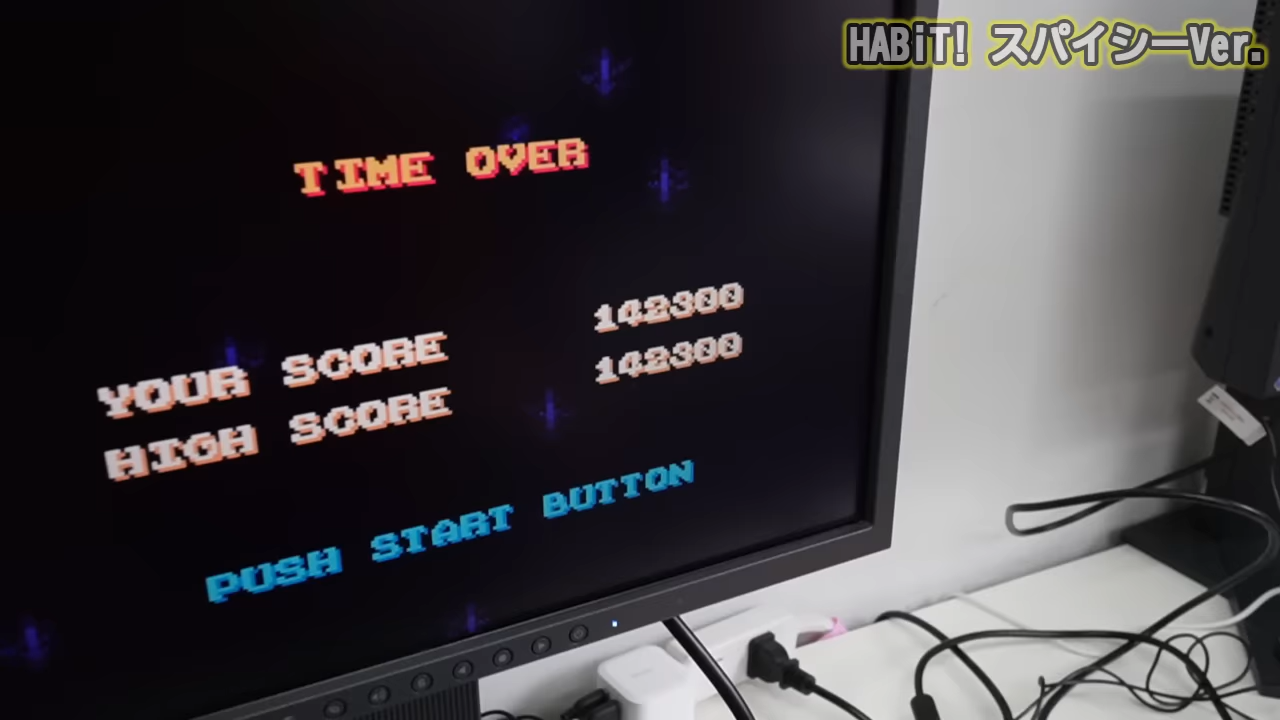 HABiT! スパイシーVer.
TIME OVER
YOUR SCORE 142300
HIGH SCORE 142300
PUSH START BUTTON